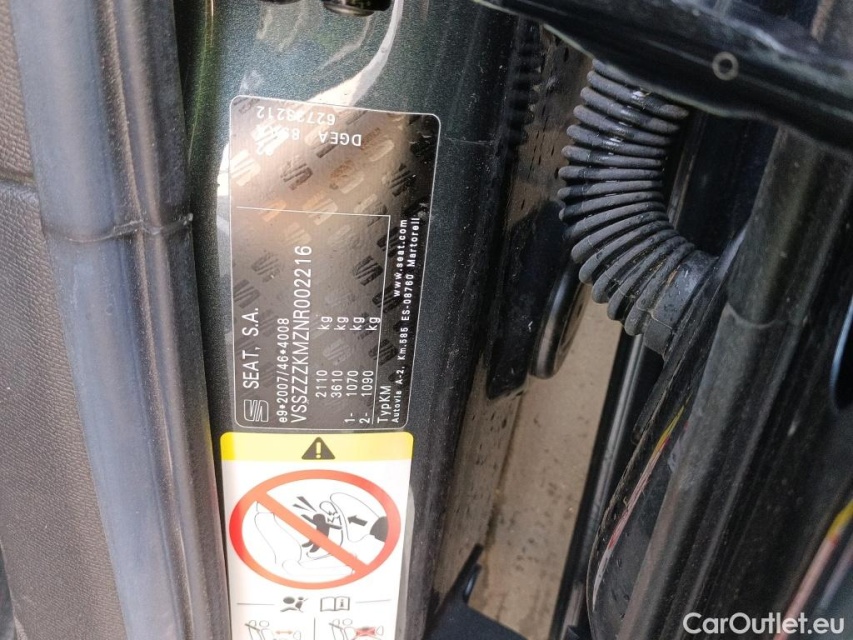 SEAT, S.A.
e9*2007/46*4008
VSSZZZKMZNR002216
2110 kg
3610 kg
1- 1070 kg
2- 1090 kg
TypKM
www.seat.com
Autovia A-2, Km.585 ES-08760 Martorell
DGEA
62733212
CarOutlet.eu